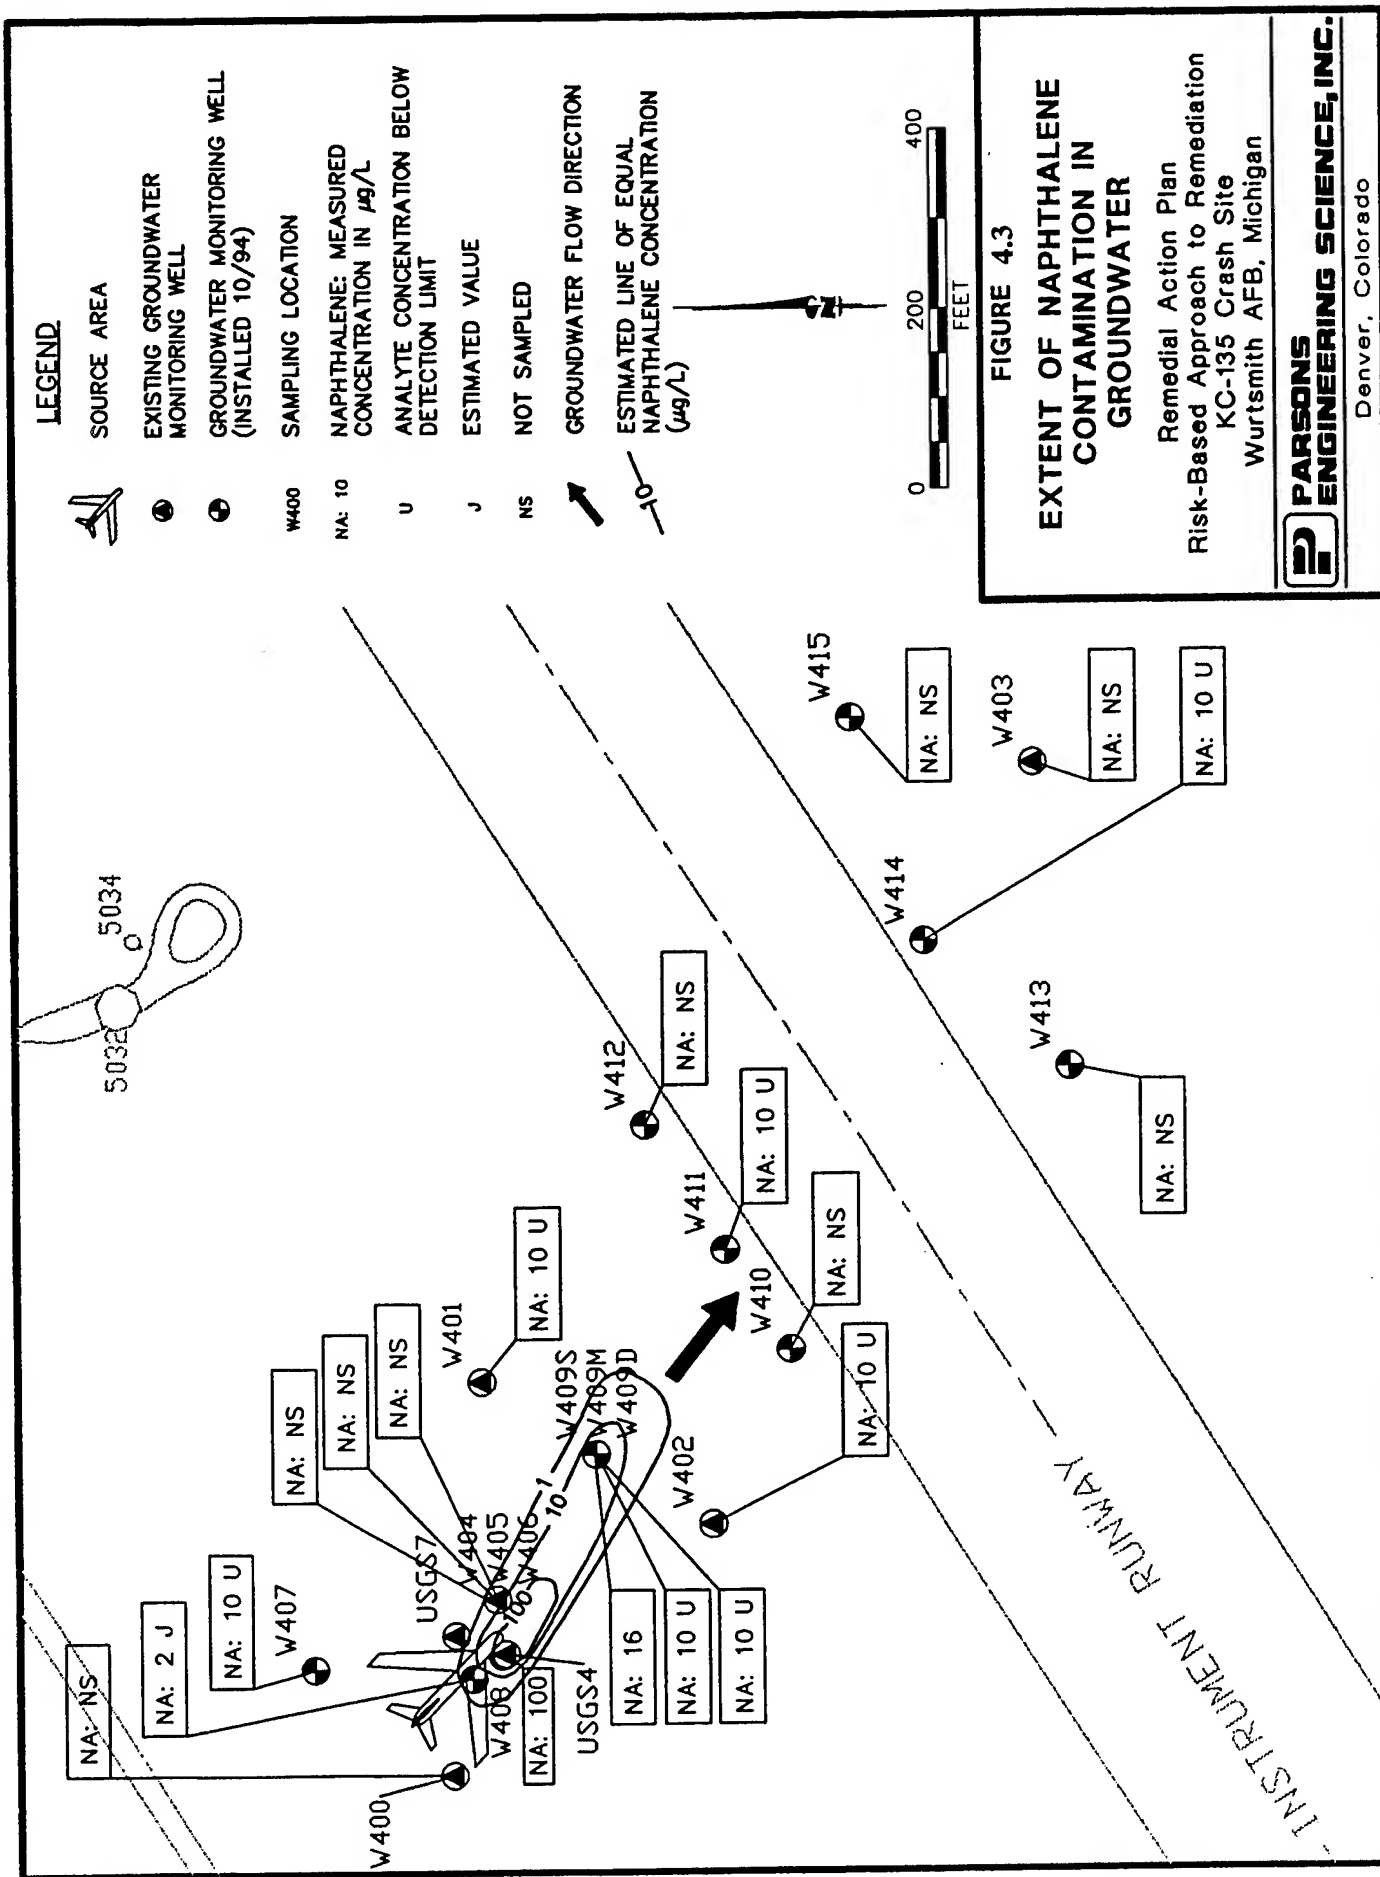 LEGEND
SOURCE AREA
EXISTING GROUNDWATER
MONITORING WELL
GROUNDWATER MONITORING WELL
(INSTALLED 10/94)
W400
SAMPLING LOCATION
NA: 10
NAPHTHALENE: MEASURED
CONCENTRATION IN µg/L
U
ANALYTE CONCENTRATION BELOW
DETECTION LIMIT
J
ESTIMATED VALUE
NS
NOT SAMPLED
GROUNDWATER FLOW DIRECTION
10
ESTIMATED LINE OF EQUAL
NAPHTHALENE CONCENTRATION
(µg/L)
N
0 200 400
FEET
FIGURE 4.3
EXTENT OF NAPHTHALENE
CONTAMINATION IN
GROUNDWATER
Remedial Action Plan
Risk-Based Approach to Remediation
KC-135 Crash Site
Wurtsmith AFB, Michigan
PARSONS
ENGINEERING SCIENCE, INC.
Denver, Colorado
5032
5034
NA: NS
NA: 2 J
NA: 10 U
W407
NA: NS
NA: NS
NA: NS
W400
USGS7
W404
W405
W406
W401
NA: 10 U
W408
NA: 100
USGS4
100
10
1
W409S
W409M
W409D
NA: 16
NA: 10 U
NA: 10 U
W402
NA: 10 U
W410
NA: NS
W411
NA: 10 U
W412
NA: NS
W413
NA: NS
W414
NA: 10 U
W415
NA: NS
W403
NA: NS
INSTRUMENT RUNWAY